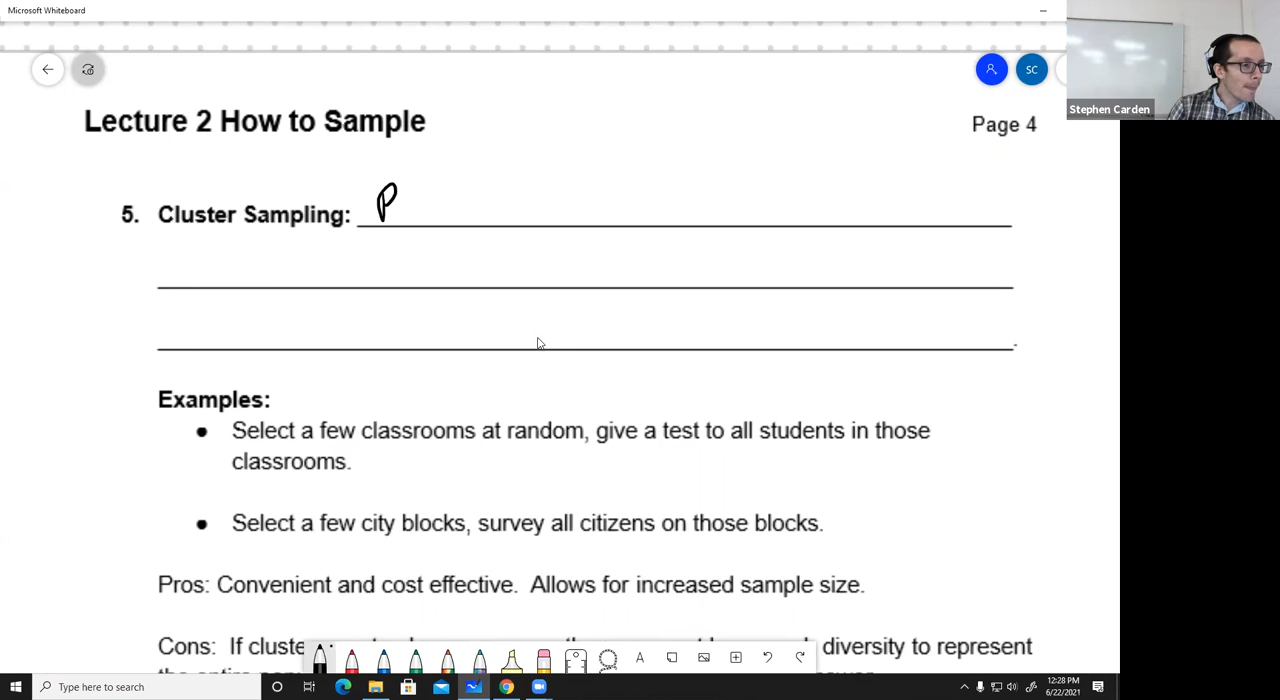 Microsoft Whiteboard
SC
Stephen Carden
Lecture 2 How to Sample
Page 4
5. Cluster Sampling: P
Examples:
• Select a few classrooms at random, give a test to all students in those
classrooms.
• Select a few city blocks, survey all citizens on those blocks.
Pros: Convenient and cost effective. Allows for increased sample size.
Cons: If diversity to represent
A
Type here to search
12:28 PM
6/22/2021